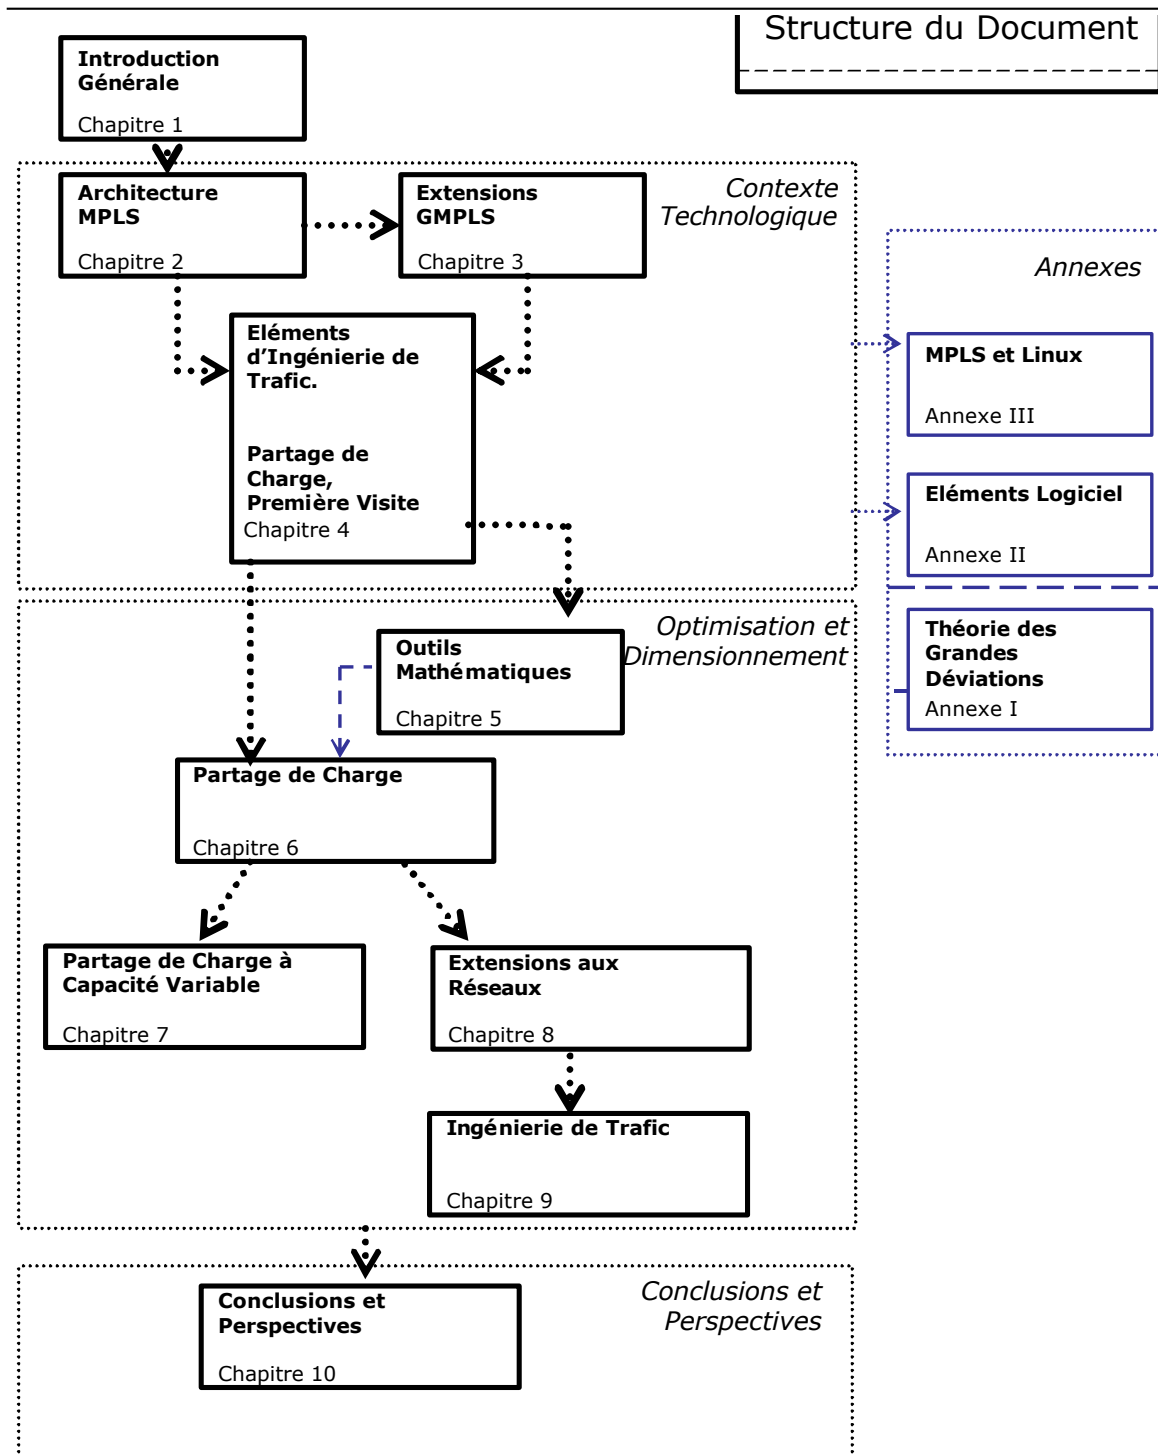 Structure du Document
Introduction
Générale
Chapitre 1
Contexte
Technologique
Architecture
MPLS
Chapitre 2
Extensions
GMPLS
Chapitre 3
Eléments
d’Ingénierie de
Trafic.
Partage de
Charge,
Première Visite
Chapitre 4
Annexes
MPLS et Linux
Annexe III
Eléments Logiciel
Annexe II
Théorie des
Grandes
Déviations
Annexe I
Optimisation et
Dimensionnement
Outils
Mathématiques
Chapitre 5
Partage de Charge
Chapitre 6
Partage de Charge à
Capacité Variable
Chapitre 7
Extensions aux
Réseaux
Chapitre 8
Ingénierie de Trafic
Chapitre 9
Conclusions et
Perspectives
Conclusions et
Perspectives
Chapitre 10